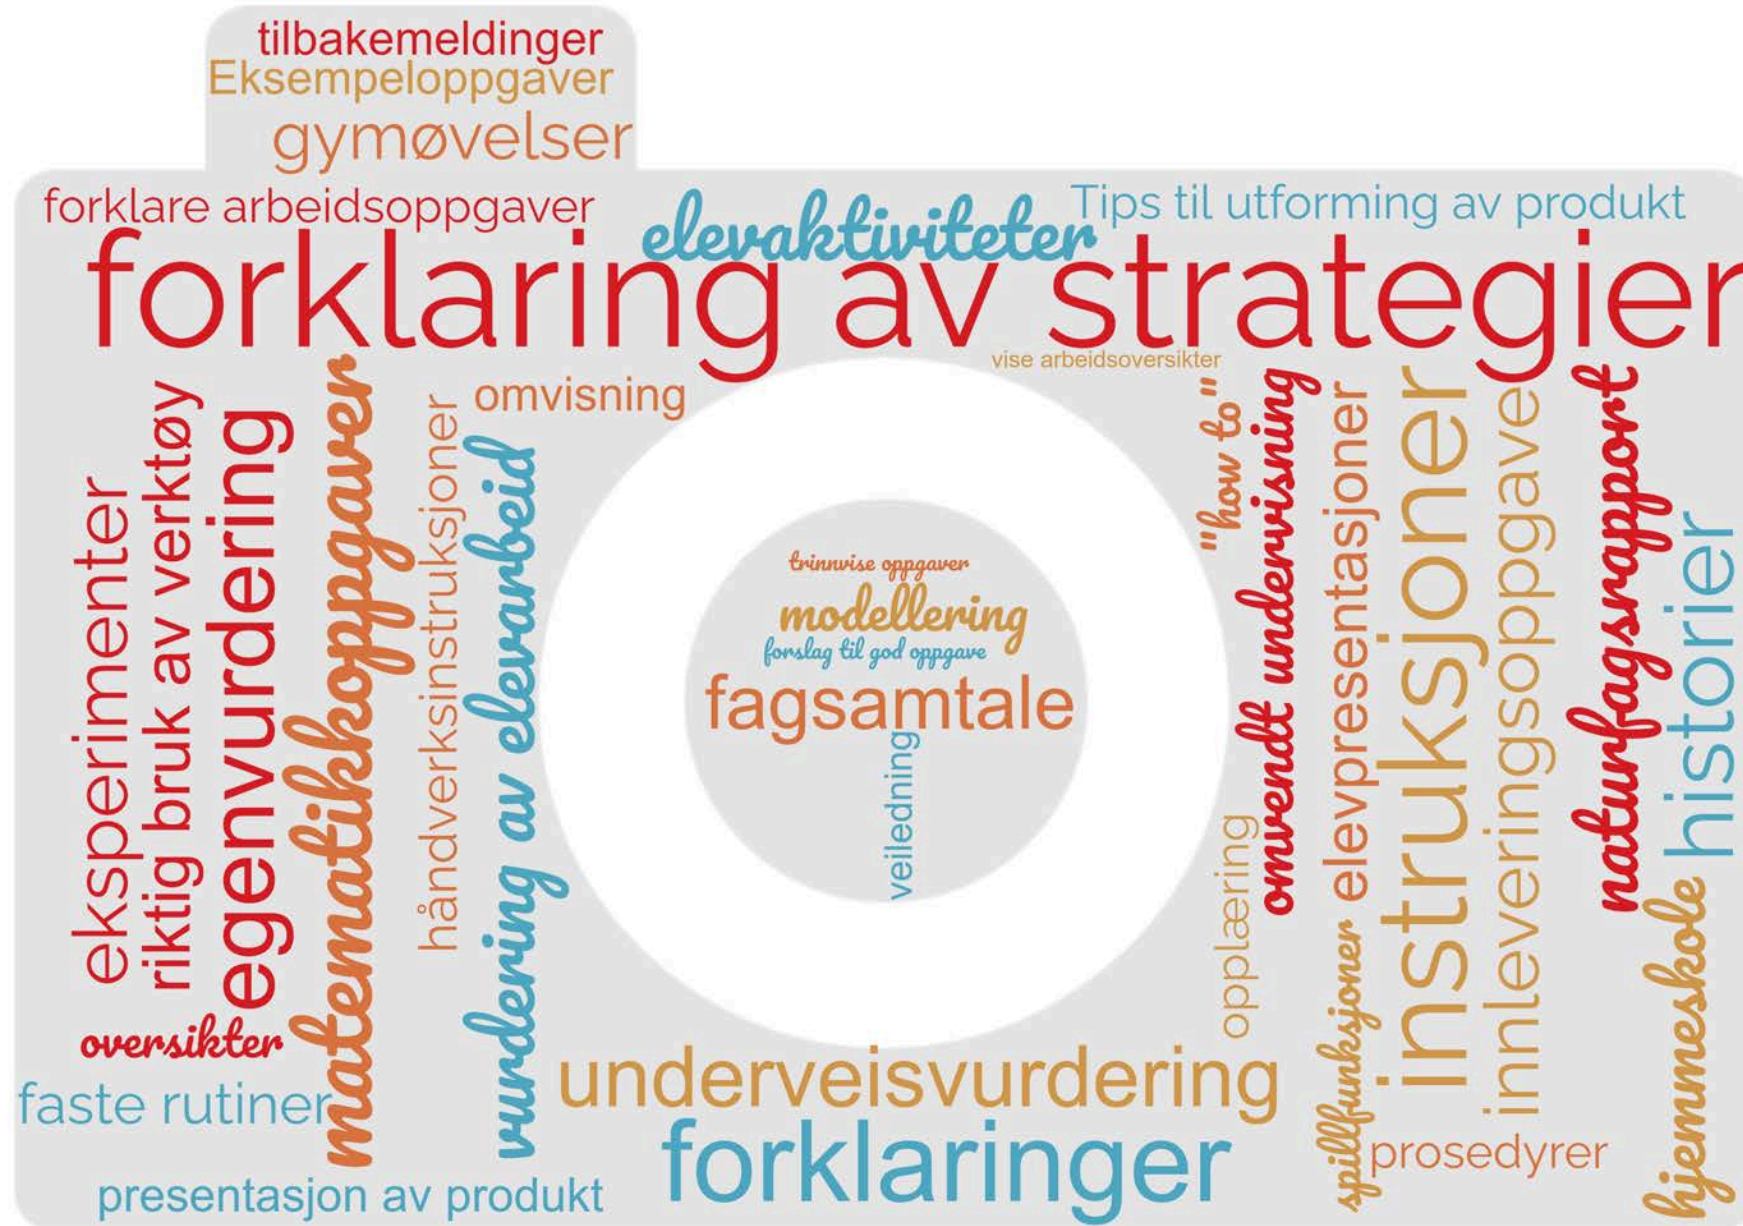 tilbakemeldinger
Eksempeloppgaver
gymøvelser
forklare arbeidsoppgaver
elevaktiviteter
Tips til utforming av produkt
forklaring av strategier
vise arbeidsoversikter
omvisning
eksperimenter
riktig bruk av verktøy
egenvurdering
matematikkoppgaver
håndverksinstruksjoner
vurdering av elevarbeid
trinnvise oppgaver
modellering
forslag til god oppgave
fagsamtale
veiledning
"how to"
opplæring
omvendt undervisning
elevpresentasjoner
spillfunksjoner
instruksjoner
innleveringsoppgave
naturfagsrapport
historier
hjemmeskole
oversikter
faste rutiner
underveisvurdering
forklaringer
prosedyrer
presentasjon av produkt